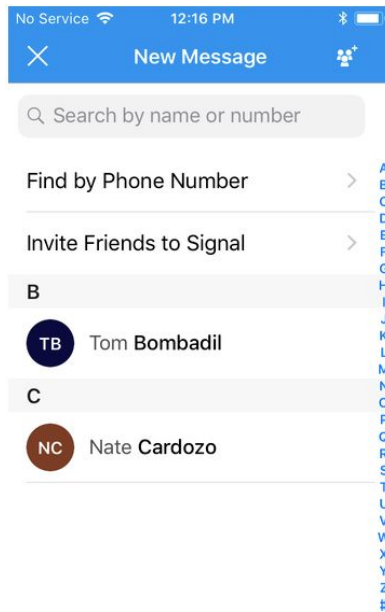 No Service 12:16 PM
New Message
Search by name or number
Find by Phone Number
Invite Friends to Signal
B
TB Tom Bombadil
C
NC Nate Cardozo
A
B
C
D
E
F
G
H
I
J
K
L
M
N
O
P
Q
R
S
T
U
V
W
X
Y
Z
#